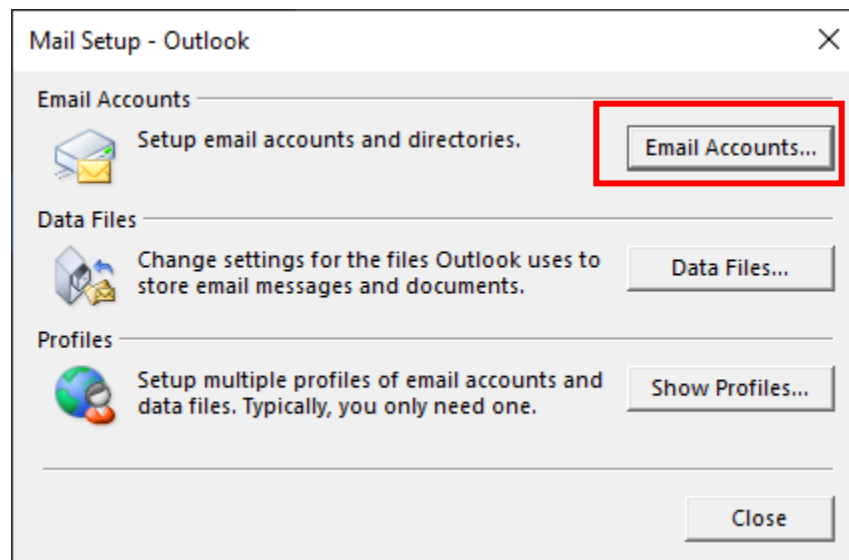 Mail Setup - Outlook
Email Accounts
Setup email accounts and directories.
Email Accounts...
Data Files
Change settings for the files Outlook uses to
store email messages and documents.
Data Files...
Profiles
Setup multiple profiles of email accounts and
data files. Typically, you only need one.
Show Profiles...
Close